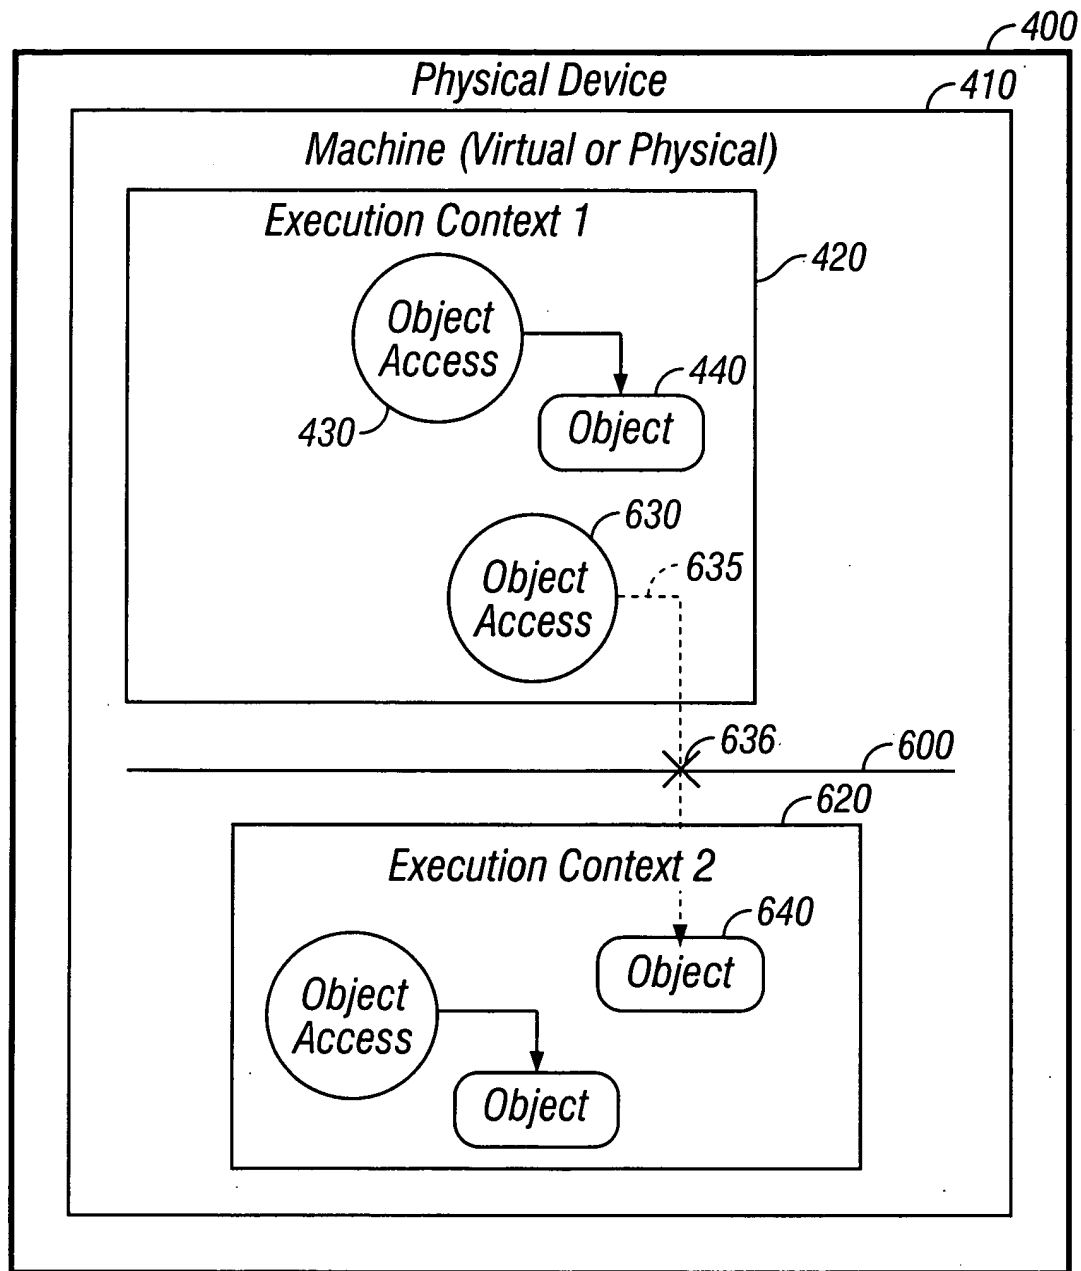 400
Physical Device
410
Machine (Virtual or Physical)
Execution Context 1
420
Object
Access
430
440
Object
630
Object
Access
635
636
600
620
Execution Context 2
640
Object
Object
Access
Object